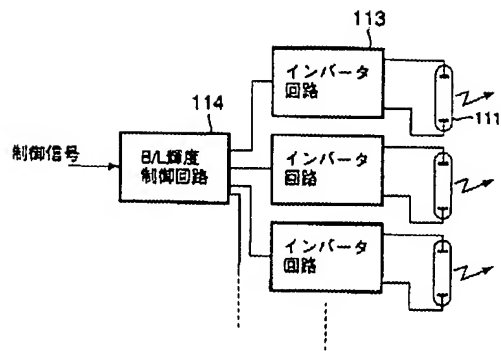 113
インバータ
回路
111
114
制御信号
B/L輝度
制御回路
インバータ
回路
インバータ
回路